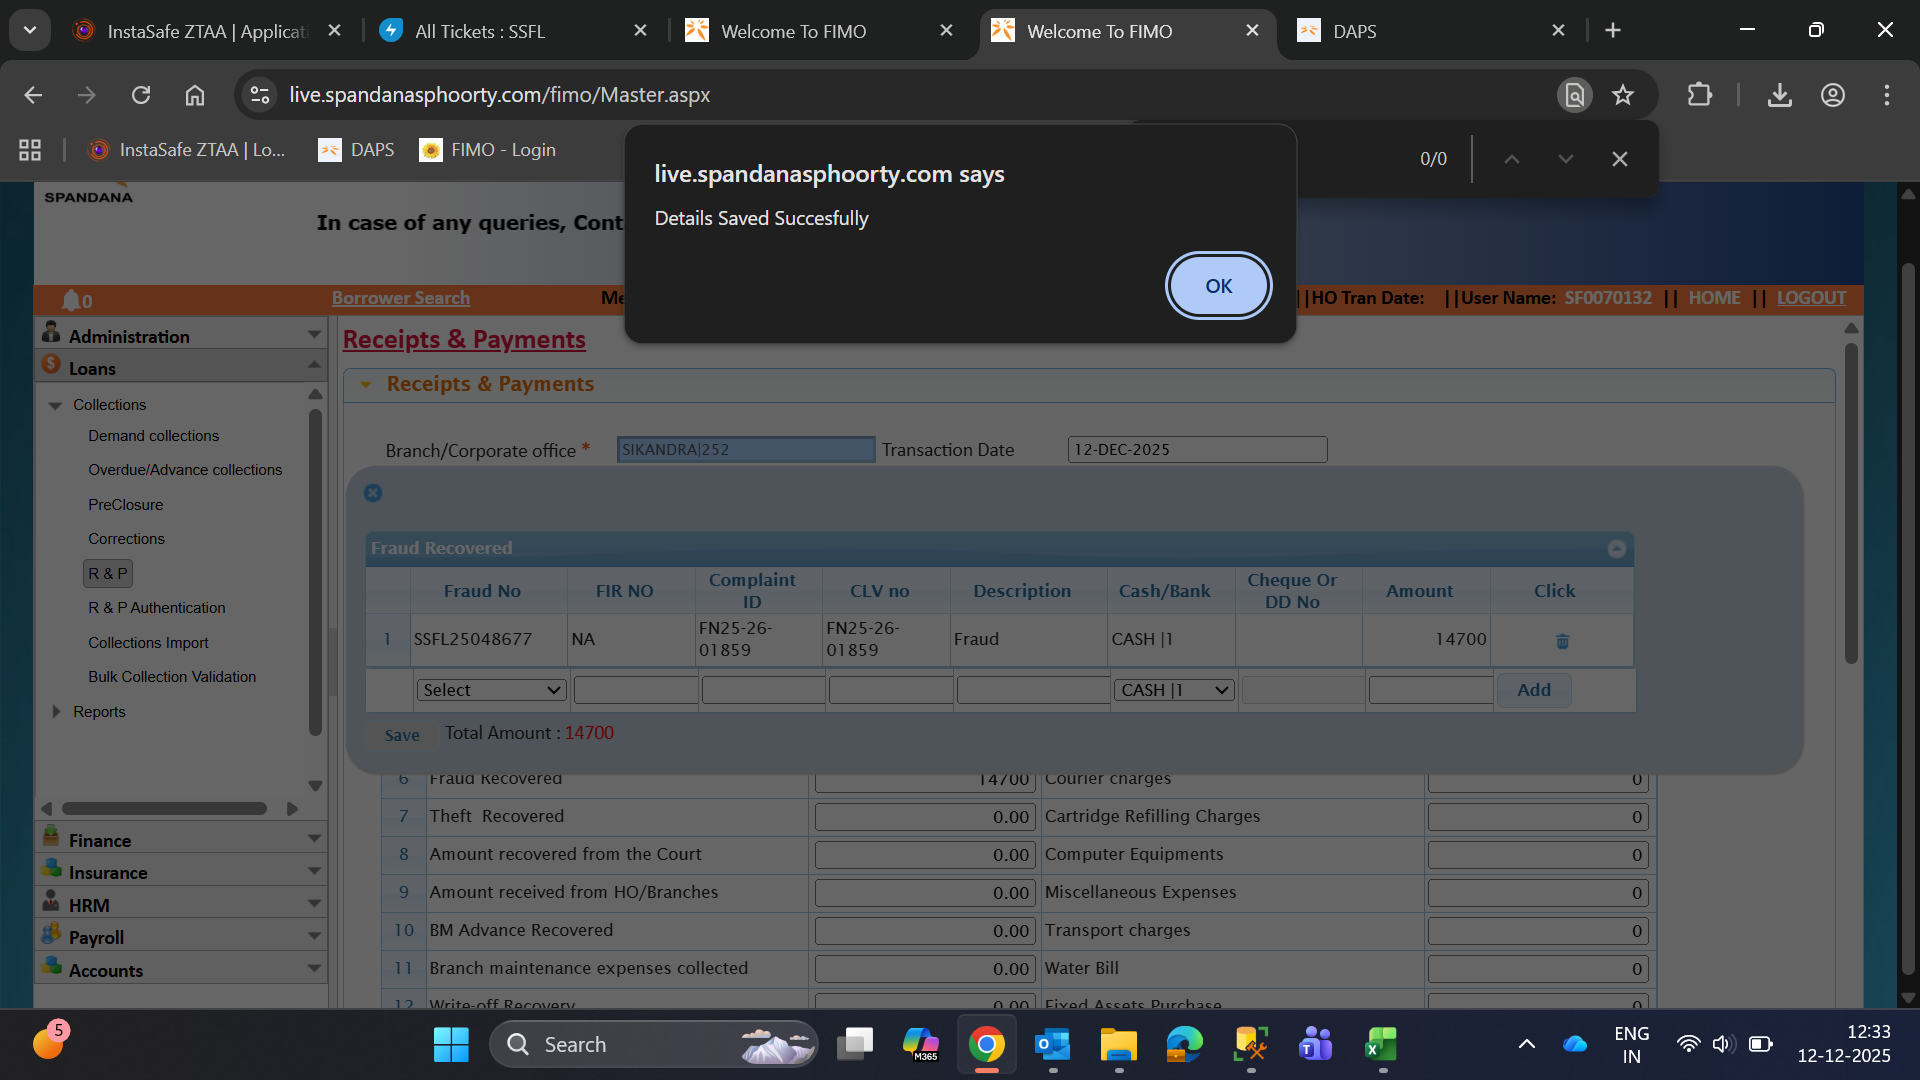 InstaSafe ZTAA | Applicati
All Tickets : SSFL
Welcome To FIMO
Welcome To FIMO
DAPS
live.spandanasphoorty.com/fimo/Master.aspx
InstaSafe ZTAA | Lo...
DAPS
FIMO - Login
0/0
live.spandanasphoorty.com says
Details Saved Succesfully
OK
SPANDANA
In case of any queries, Cont
0
Borrower Search
Me
||HO Tran Date: ||User Name: SF0070132 || HOME || LOGOUT
Administration
Loans
Collections
Demand collections
Overdue/Advance collections
PreClosure
Corrections
R & P
R & P Authentication
Collections Import
Bulk Collection Validation
Reports
Finance
Insurance
HRM
Payroll
Accounts
Receipts & Payments
Receipts & Payments
Branch/Corporate office * SIKANDRA|252 Transaction Date 12-DEC-2025
Fraud Recovered
Fraud No FIR NO Complaint ID CLV no Description Cash/Bank Cheque Or DD No Amount Click
1 SSFL25048677 NA FN25-26-01859 FN25-26-01859 Fraud CASH |1 14700
Select CASH |1 Add
Save Total Amount : 14700
6 Fraud Recovered 14700 Courier charges 0
7 Theft Recovered 0.00 Cartridge Refilling Charges 0
8 Amount recovered from the Court 0.00 Computer Equipments 0
9 Amount received from HO/Branches 0.00 Miscellaneous Expenses 0
10 BM Advance Recovered 0.00 Transport charges 0
11 Branch maintenance expenses collected 0.00 Water Bill 0
12 Write-off Recovery 0.00 Fixed Assets Purchase 0
5
Search
M365
ENG
IN
12:33
12-12-2025